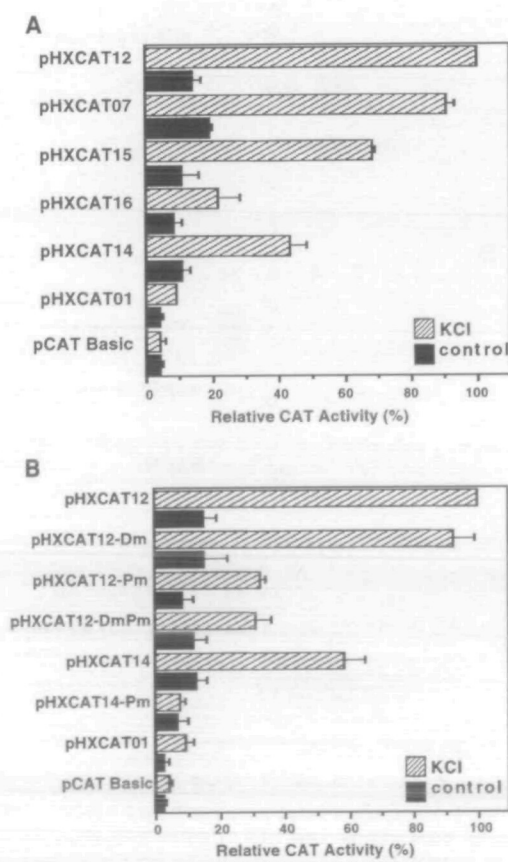 A
pHXCAT12
pHXCAT07
pHXCAT15
pHXCAT16
pHXCAT14
pHXCAT01
pCAT Basic
KCl
control
0 20 40 60 80 100
Relative CAT Activity (%)
B
pHXCAT12
pHXCAT12-Dm
pHXCAT12-Pm
pHXCAT12-DmPm
pHXCAT14
pHXCAT14-Pm
pHXCAT01
pCAT Basic
KCl
control
0 20 40 60 80 100
Relative CAT Activity (%)